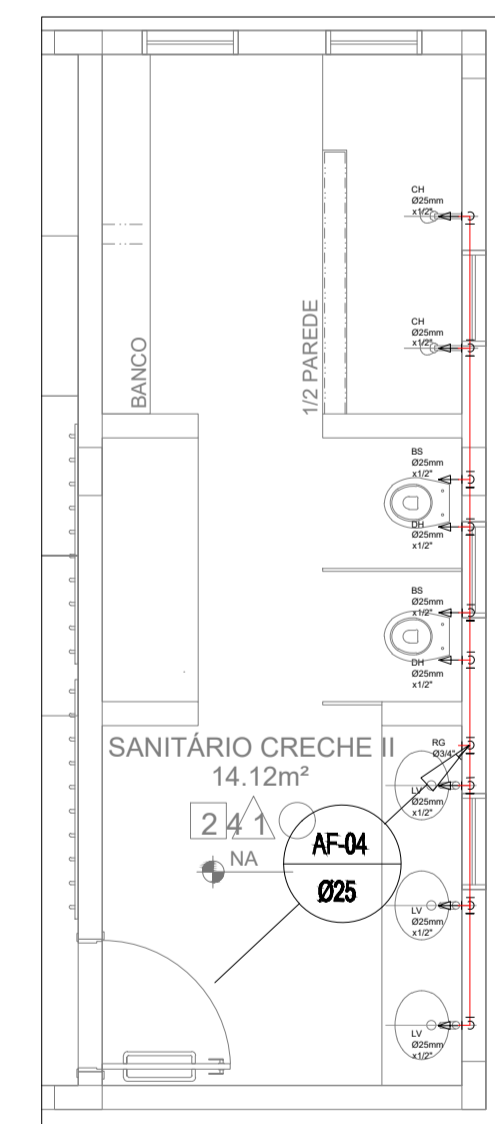 CH
Ø25mm
x1/2"
CH
Ø25mm
x1/2"
BANCO
1/2 PAREDE
BS
Ø25mm
x1/2"
DH
Ø25mm
x1/2"
BS
Ø25mm
x1/2"
DH
Ø25mm
x1/2"
SANITÁRIO CRECHE II
14.12m²
RG
Ø3/4"
2 4 1
LV
Ø25mm
x1/2"
NA
AF-04
Ø25
LV
Ø25mm
x1/2"
LV
Ø25mm
x1/2"